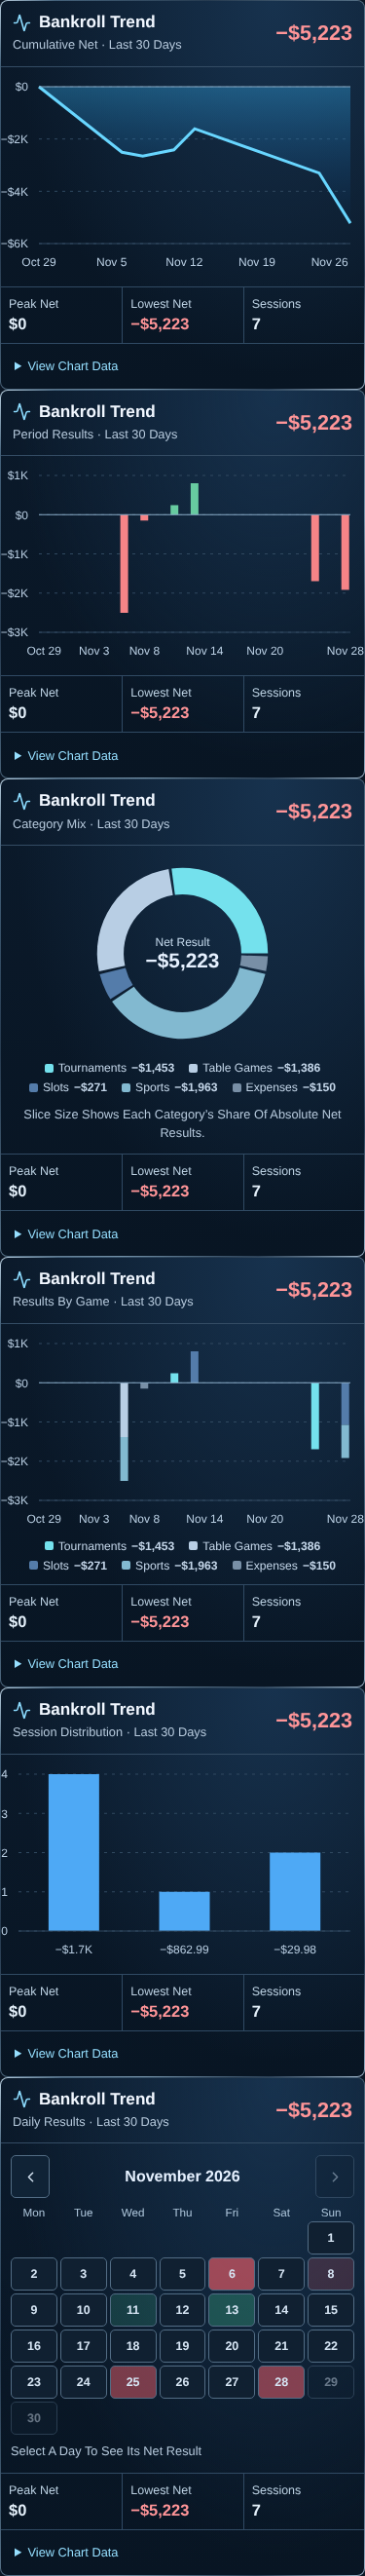 Bankroll Trend
Cumulative Net · Last 30 Days
−$5,223
$0
−$2K
−$4K
−$6K
Oct 29 Nov 5 Nov 12 Nov 19 Nov 26
Peak Net Lowest Net Sessions
$0 −$5,223 7
View Chart Data
Bankroll Trend
Period Results · Last 30 Days
−$5,223
$1K
$0
−$1K
−$2K
−$3K
Oct 29 Nov 3 Nov 8 Nov 14 Nov 20 Nov 28
Peak Net Lowest Net Sessions
$0 −$5,223 7
View Chart Data
Bankroll Trend
Category Mix · Last 30 Days
−$5,223
Net Result
−$5,223
Tournaments −$1,453 Table Games −$1,386
Slots −$271 Sports −$1,963 Expenses −$150
Slice Size Shows Each Category's Share Of Absolute Net
Results.
Peak Net Lowest Net Sessions
$0 −$5,223 7
View Chart Data
Bankroll Trend
Results By Game · Last 30 Days
−$5,223
$1K
$0
−$1K
−$2K
−$3K
Oct 29 Nov 3 Nov 8 Nov 14 Nov 20 Nov 28
Tournaments −$1,453 Table Games −$1,386
Slots −$271 Sports −$1,963 Expenses −$150
Peak Net Lowest Net Sessions
$0 −$5,223 7
View Chart Data
Bankroll Trend
Session Distribution · Last 30 Days
−$5,223
4
3
2
1
0
−$1.7K −$862.99 −$29.98
Peak Net Lowest Net Sessions
$0 −$5,223 7
View Chart Data
Bankroll Trend
Daily Results · Last 30 Days
−$5,223
November 2026
Mon Tue Wed Thu Fri Sat Sun
1
2 3 4 5 6 7 8
9 10 11 12 13 14 15
16 17 18 19 20 21 22
23 24 25 26 27 28 29
30
Select A Day To See Its Net Result
Peak Net Lowest Net Sessions
$0 −$5,223 7
View Chart Data